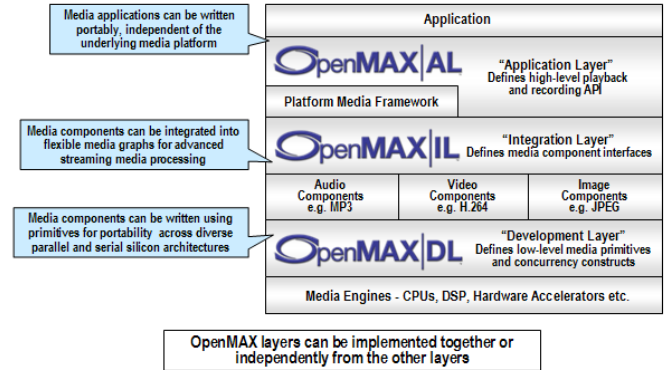 Media applications can be written
portably, independent of the
underlying media platform
Application
OpenMAX|AL
"Application Layer"
Defines high-level playback
and recording API
Platform Media Framework
Media components can be integrated into
flexible media graphs for advanced
streaming media processing
OpenMAX|IL
"Integration Layer"
Defines media component interfaces
Audio
Components
e.g. MP3
Video
Components
e.g. H.264
Image
Components
e.g. JPEG
Media components can be written using
primitives for portability across diverse
parallel and serial silicon architectures
OpenMAX|DL
"Development Layer"
Defines low-level media primitives
and concurrency constructs
Media Engines - CPUs, DSP, Hardware Accelerators etc.
OpenMAX layers can be implemented together or
independently from the other layers